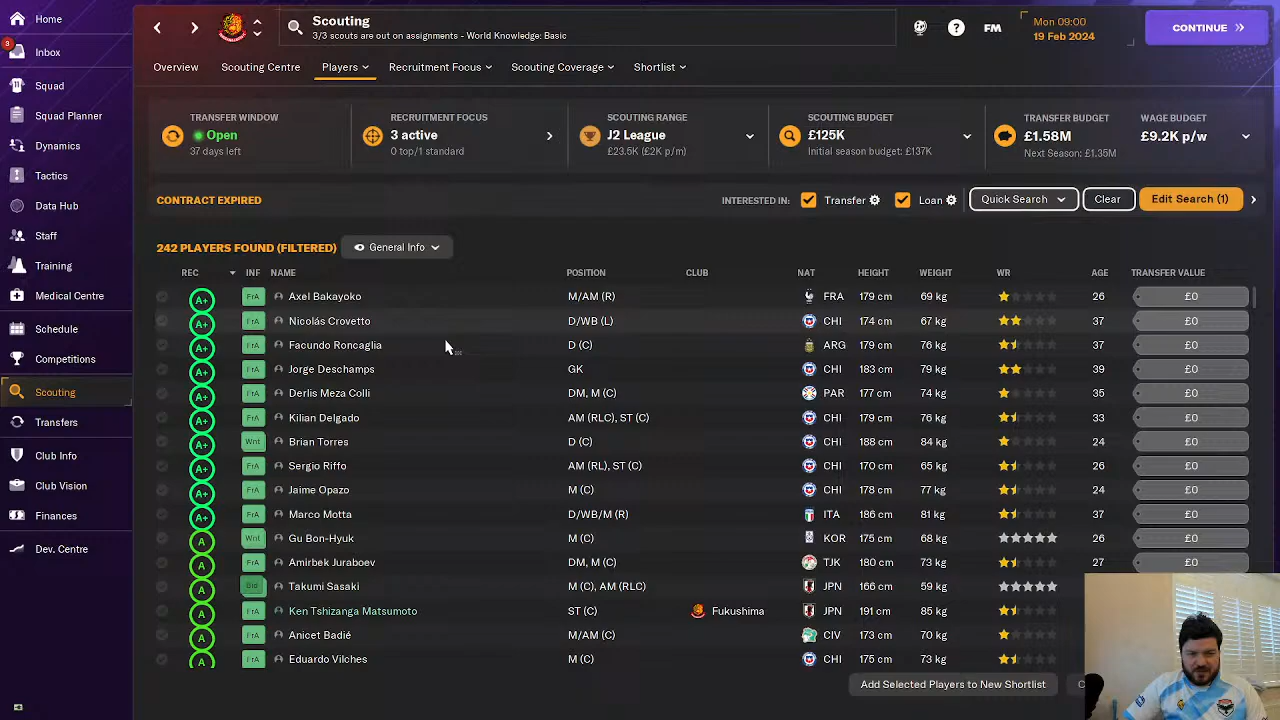 Home
Scouting
3/3 scouts are out on assignments - World Knowledge: Basic
FM
Mon 09:00
19 Feb 2024
CONTINUE
3
Inbox
Squad
Squad Planner
Dynamics
Tactics
Data Hub
Staff
Training
Medical Centre
Schedule
Competitions
Scouting
Transfers
Club Info
Club Vision
Finances
Dev. Centre
Overview
Scouting Centre
Players
Recruitment Focus
Scouting Coverage
Shortlist
TRANSFER WINDOW
Open
37 days left
RECRUITMENT FOCUS
3 active
0 top/1 standard
SCOUTING RANGE
J2 League
£23.5K (£2K p/m)
SCOUTING BUDGET
£125K
Initial season budget: £137K
TRANSFER BUDGET
£1.58M
Next Season: £1.35M
WAGE BUDGET
£9.2K p/w
CONTRACT EXPIRED
INTERESTED IN: Transfer Loan
Quick Search
Clear
Edit Search (1)
242 PLAYERS FOUND (FILTERED)
General Info
REC INF NAME POSITION CLUB NAT HEIGHT WEIGHT WR AGE TRANSFER VALUE
A+ FrA Axel Bakayoko M/AM (R) FRA 179 cm 69 kg 26 £0
A+ FrA Nicolás Crovetto D/WB (L) CHI 174 cm 67 kg 37 £0
A+ FrA Facundo Roncaglia D (C) ARG 179 cm 76 kg 37 £0
A+ FrA Jorge Deschamps GK CHI 183 cm 79 kg 39 £0
A+ FrA Derlis Meza Colli DM, M (C) PAR 177 cm 74 kg 35 £0
A+ FrA Kilian Delgado AM (RLC), ST (C) CHI 179 cm 76 kg 33 £0
A+ Wnt Brian Torres D (C) CHI 188 cm 84 kg 24 £0
A+ FrA Sergio Riffo AM (RL), ST (C) CHI 170 cm 65 kg 26 £0
A+ FrA Jaime Opazo M (C) CHI 178 cm 77 kg 24 £0
A+ FrA Marco Motta D/WB/M (R) ITA 186 cm 81 kg 37 £0
A Wnt Gu Bon-Hyuk M (C) KOR 175 cm 68 kg 26 £0
A FrA Amirbek Juraboev DM, M (C) TJK 180 cm 73 kg 27 £0
A Bid Takumi Sasaki M (C), AM (RLC) JPN 166 cm 59 kg
A FrA Ken Tshizanga Matsumoto ST (C) Fukushima JPN 191 cm 85 kg
A FrA Anicet Badié M/AM (C) CIV 173 cm 70 kg
A FrA Eduardo Vilches M (C) CHI 175 cm 73 kg
Add Selected Players to New Shortlist